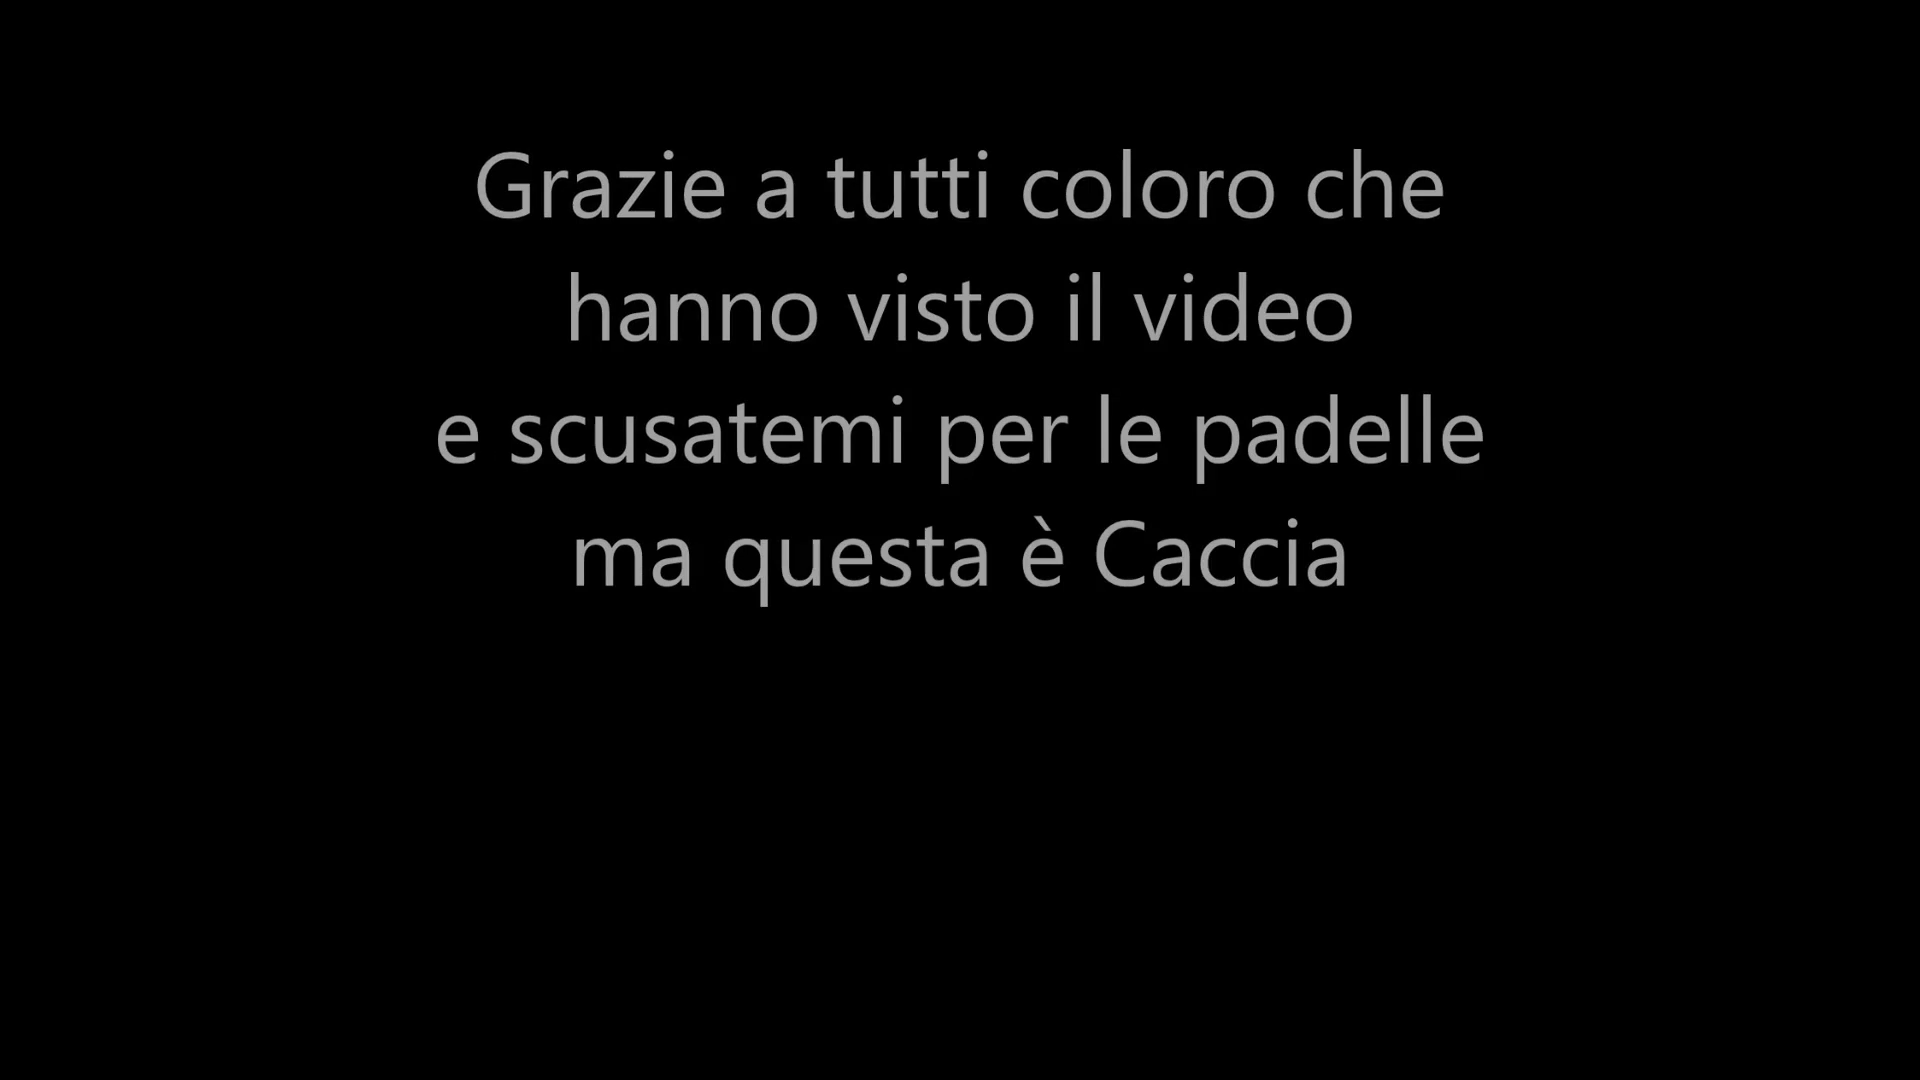 Grazie a tutti coloro che
hanno visto il video
e scusatemi per le padelle
ma questa è Caccia